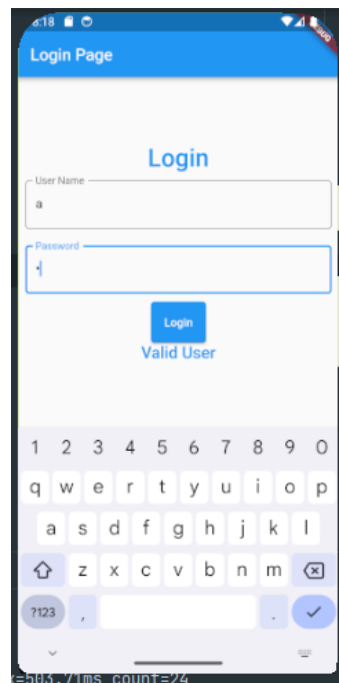 6:18
DEBUG
Login Page
Login
User Name
a
Password
•
Login
Valid User
1 2 3 4 5 6 7 8 9 0
q w e r t y u i o p
a s d f g h j k l
z x c v b n m
?123 , .
=503.71ms count=24